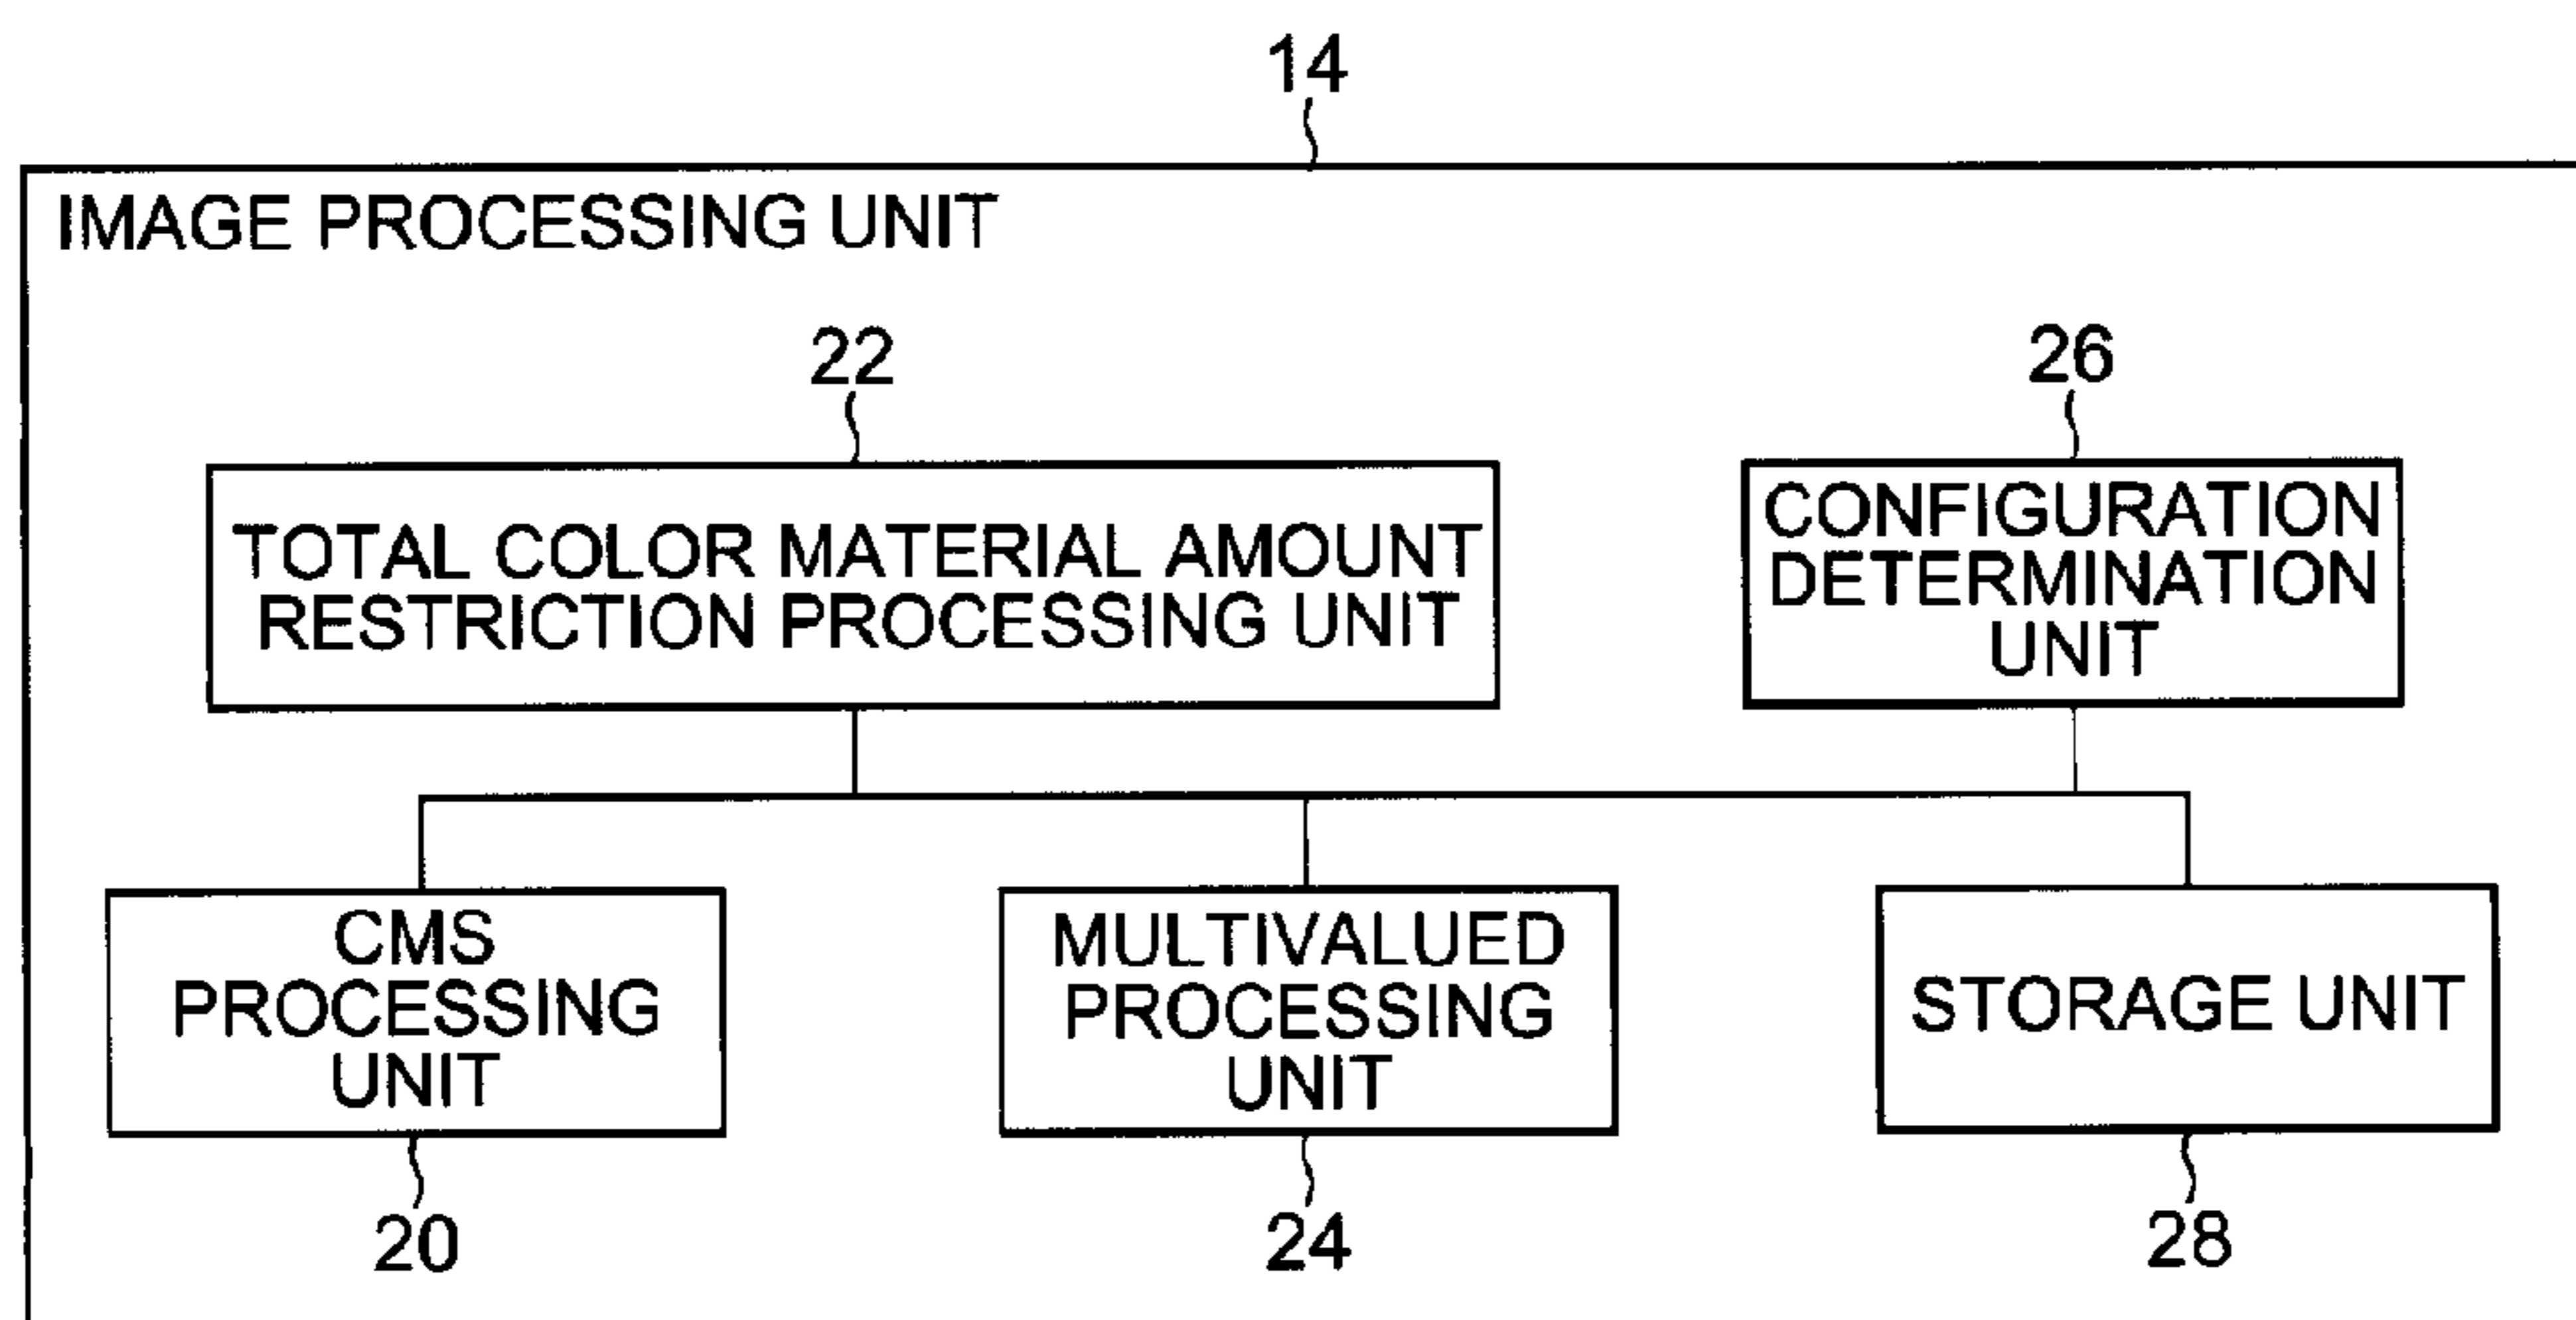 14
IMAGE PROCESSING UNIT
22
26
TOTAL COLOR MATERIAL AMOUNT
RESTRICTION PROCESSING UNIT
CONFIGURATION
DETERMINATION
UNIT
CMS
PROCESSING
UNIT
MULTIVALUED
PROCESSING
UNIT
STORAGE UNIT
20
24
28